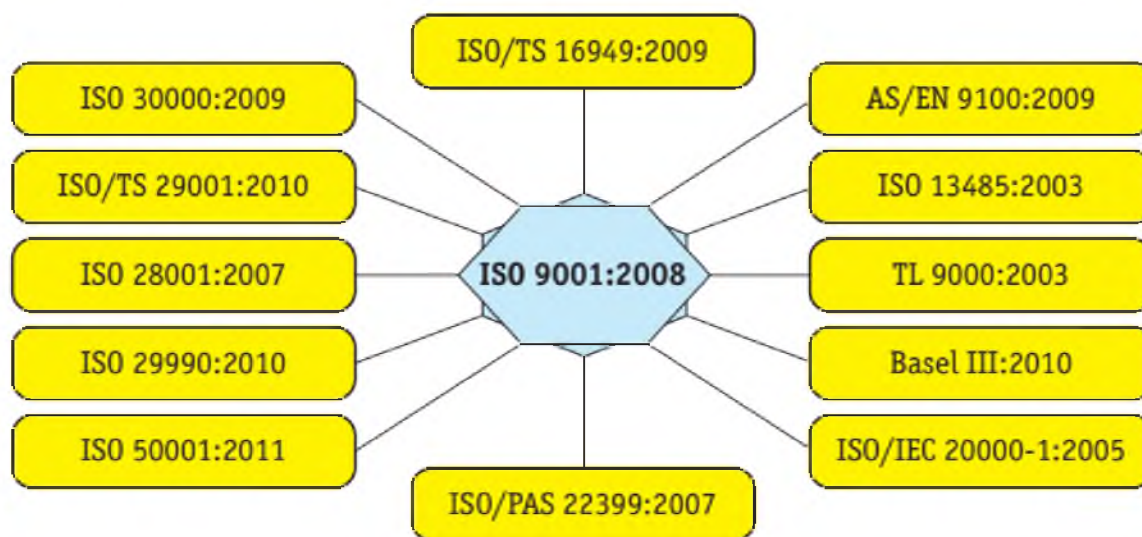 ISO/TS 16949:2009
ISO 30000:2009
AS/EN 9100:2009
ISO/TS 29001:2010
ISO 13485:2003
ISO 28001:2007
ISO 9001:2008
TL 9000:2003
ISO 29990:2010
Basel III:2010
ISO 50001:2011
ISO/IEC 20000-1:2005
ISO/PAS 22399:2007